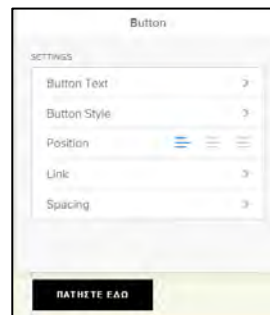 Button
SETTINGS
Button Text
Button Style
Position
Link
Spacing
ΠΑΤΗΣΤΕ ΕΔΩ